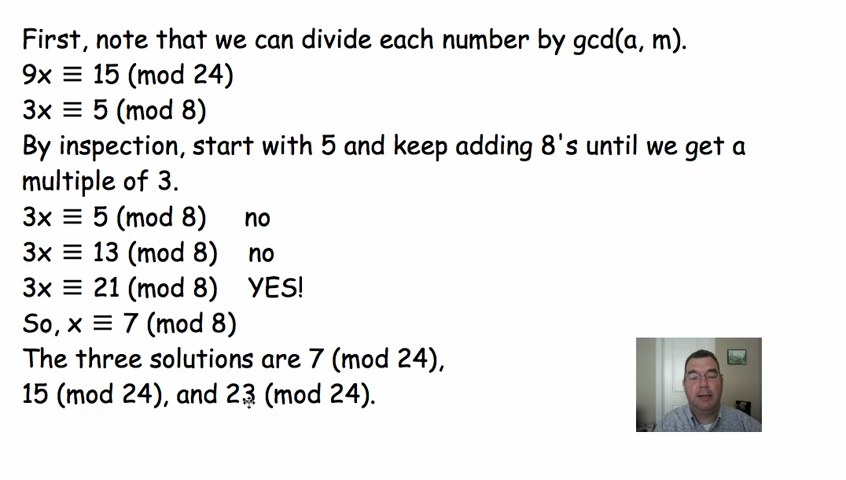 First, note that we can divide each number by gcd(a, m).
9x ≡ 15 (mod 24)
3x ≡ 5 (mod 8)
By inspection, start with 5 and keep adding 8's until we get a
multiple of 3.
3x ≡ 5 (mod 8) no
3x ≡ 13 (mod 8) no
3x ≡ 21 (mod 8) YES!
So, x ≡ 7 (mod 8)
The three solutions are 7 (mod 24),
15 (mod 24), and 23 (mod 24).